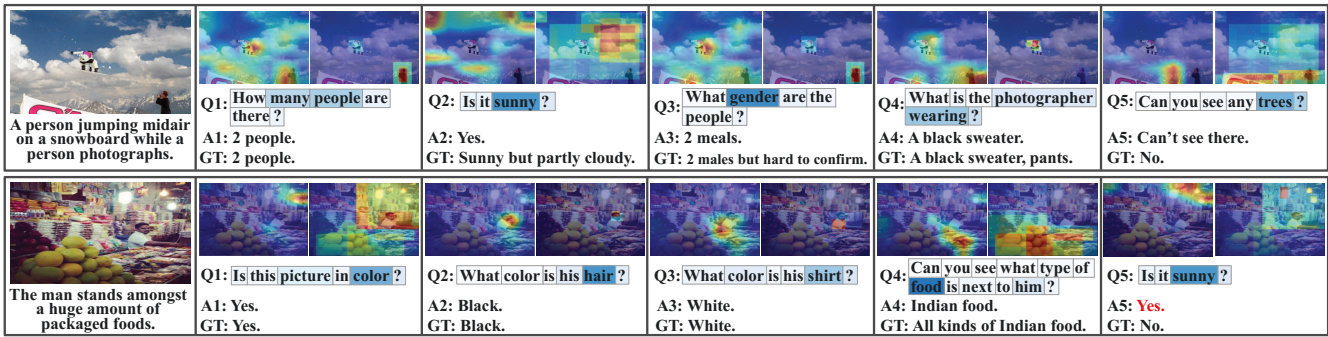 A person jumping midair
on a snowboard while a
person photographs.
Q1: How many people are
there ?
A1: 2 people.
GT: 2 people.
Q2: Is it sunny ?
A2: Yes.
GT: Sunny but partly cloudy.
Q3: What gender are the
people ?
A3: 2 meals.
GT: 2 males but hard to confirm.
Q4: What is the photographer
wearing ?
A4: A black sweater.
GT: A black sweater, pants.
Q5: Can you see any trees ?
A5: Can't see there.
GT: No.
The man stands amongst
a huge amount of
packaged foods.
Q1: Is this picture in color ?
A1: Yes.
GT: Yes.
Q2: What color is his hair ?
A2: Black.
GT: Black.
Q3: What color is his shirt ?
A3: White.
GT: White.
Q4: Can you see what type of
food is next to him ?
A4: Indian food.
GT: All kinds of Indian food.
Q5: Is it sunny ?
A5: Yes.
GT: No.